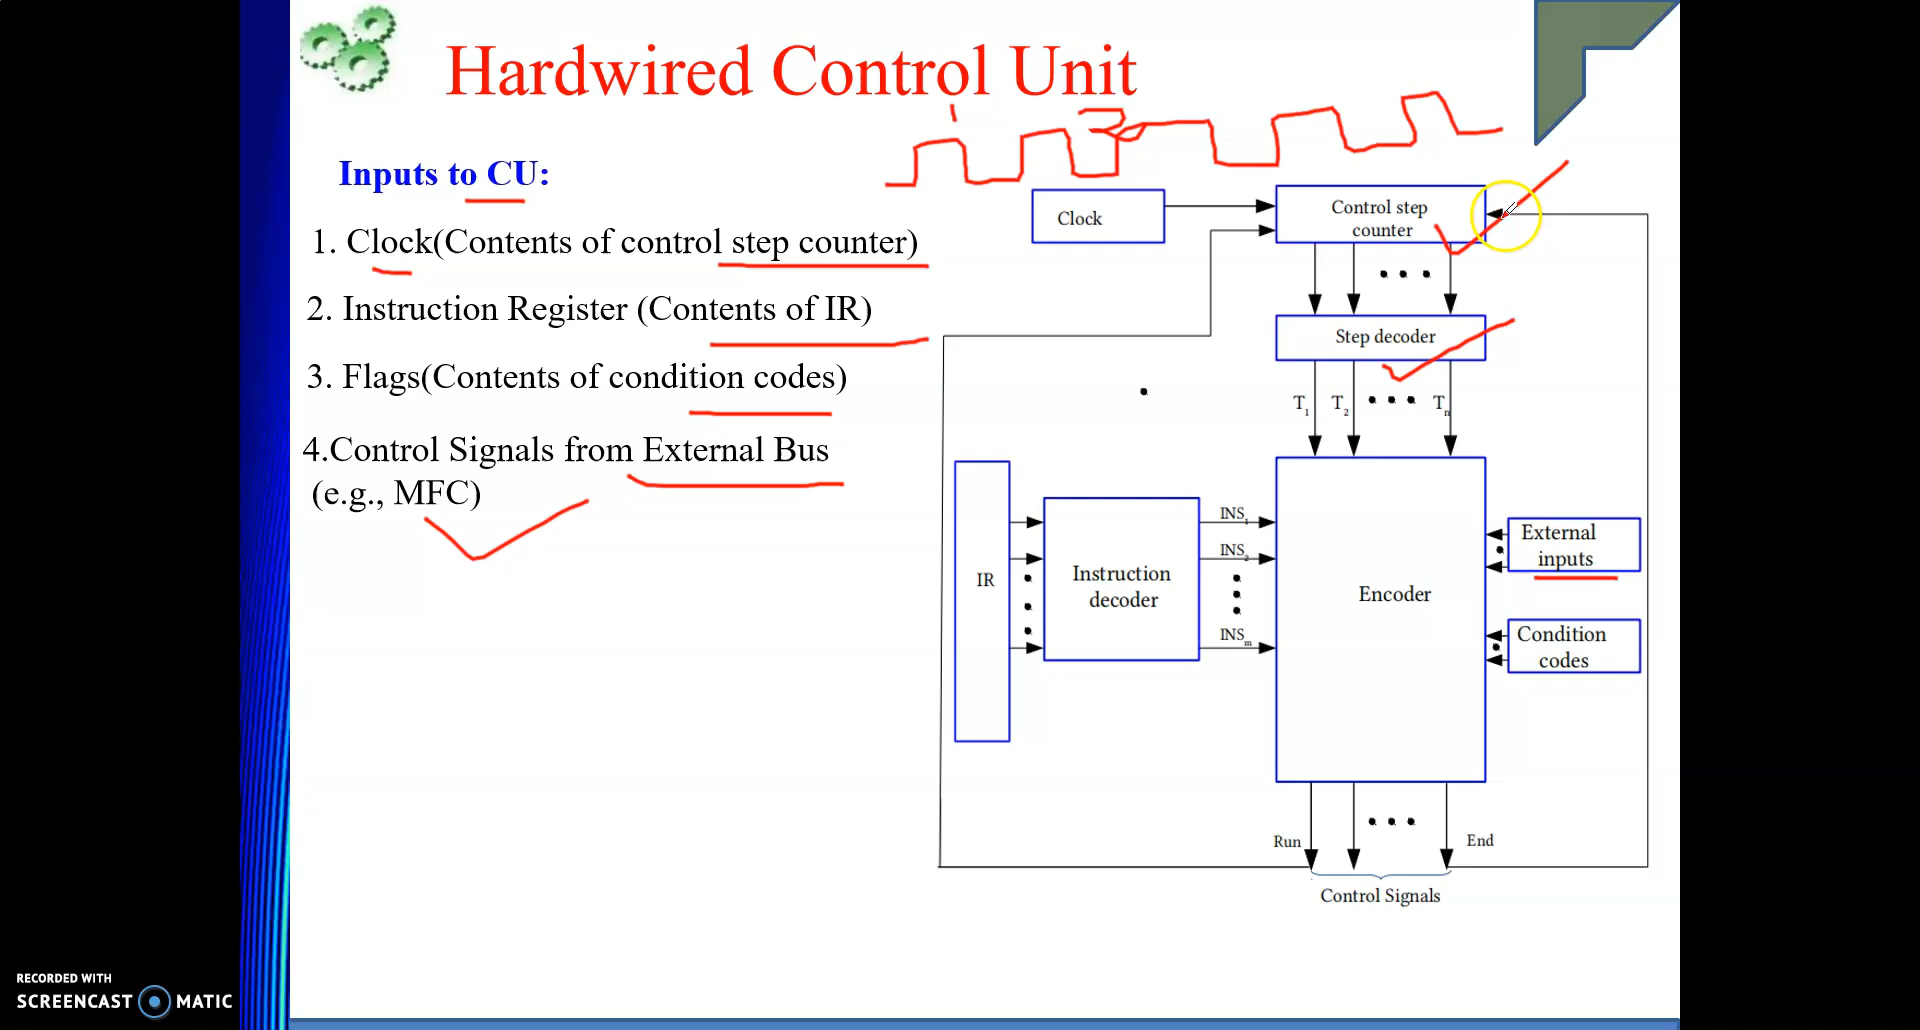 Hardwired Control Unit
Inputs to CU:
1. Clock(Contents of control step counter)
2. Instruction Register (Contents of IR)
3. Flags(Contents of condition codes)
4.Control Signals from External Bus
(e.g., MFC)
Clock
Control step
counter
Step decoder
T1 T2 Tn
IR
Instruction
decoder
INS1
INS2
INSm
Encoder
External
inputs
Condition
codes
Run
End
Control Signals
RECORDED WITH
SCREENCAST MATIC